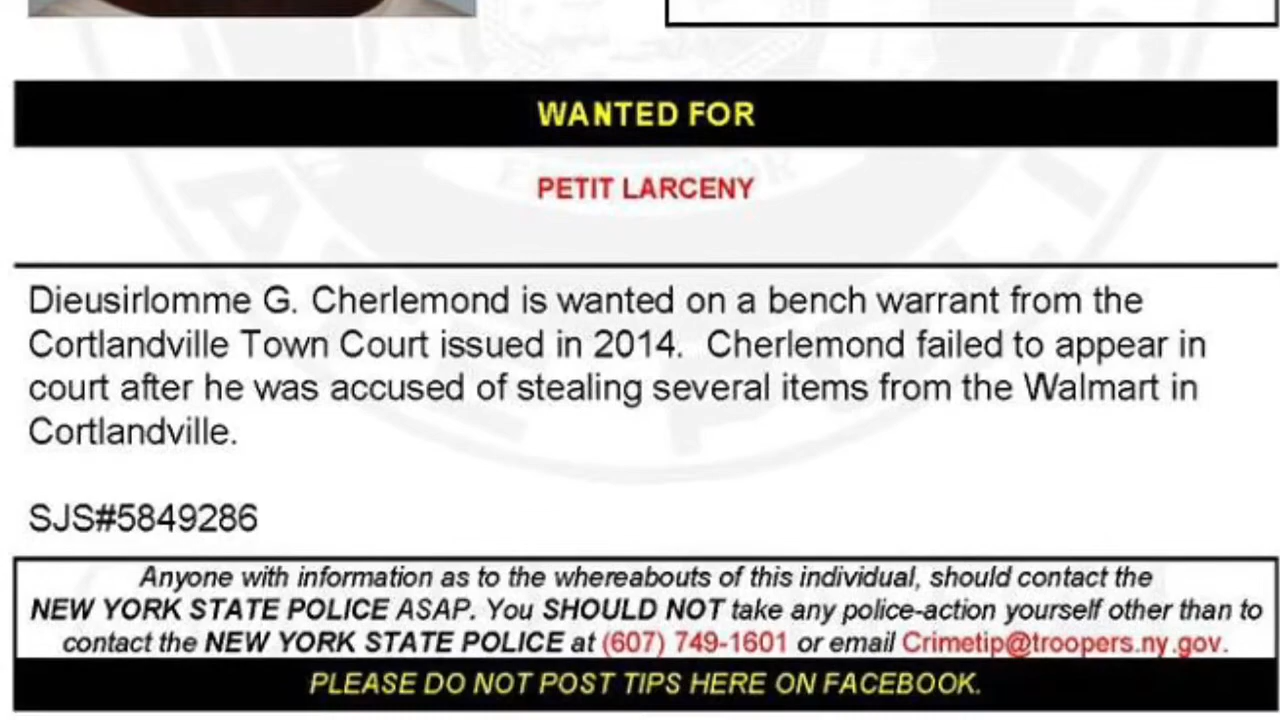 WANTED FOR
PETIT LARCENY
Dieusirlomme G. Cherlemond is wanted on a bench warrant from the
Cortlandville Town Court issued in 2014.  Cherlemond failed to appear in
court after he was accused of stealing several items from the Walmart in
Cortlandville.
SJS#5849286
Anyone with information as to the whereabouts of this individual, should contact the
NEW YORK STATE POLICE ASAP. You SHOULD NOT take any police-action yourself other than to
contact the NEW YORK STATE POLICE at (607) 749-1601 or email Crimetip@troopers.ny.gov.
PLEASE DO NOT POST TIPS HERE ON FACEBOOK.